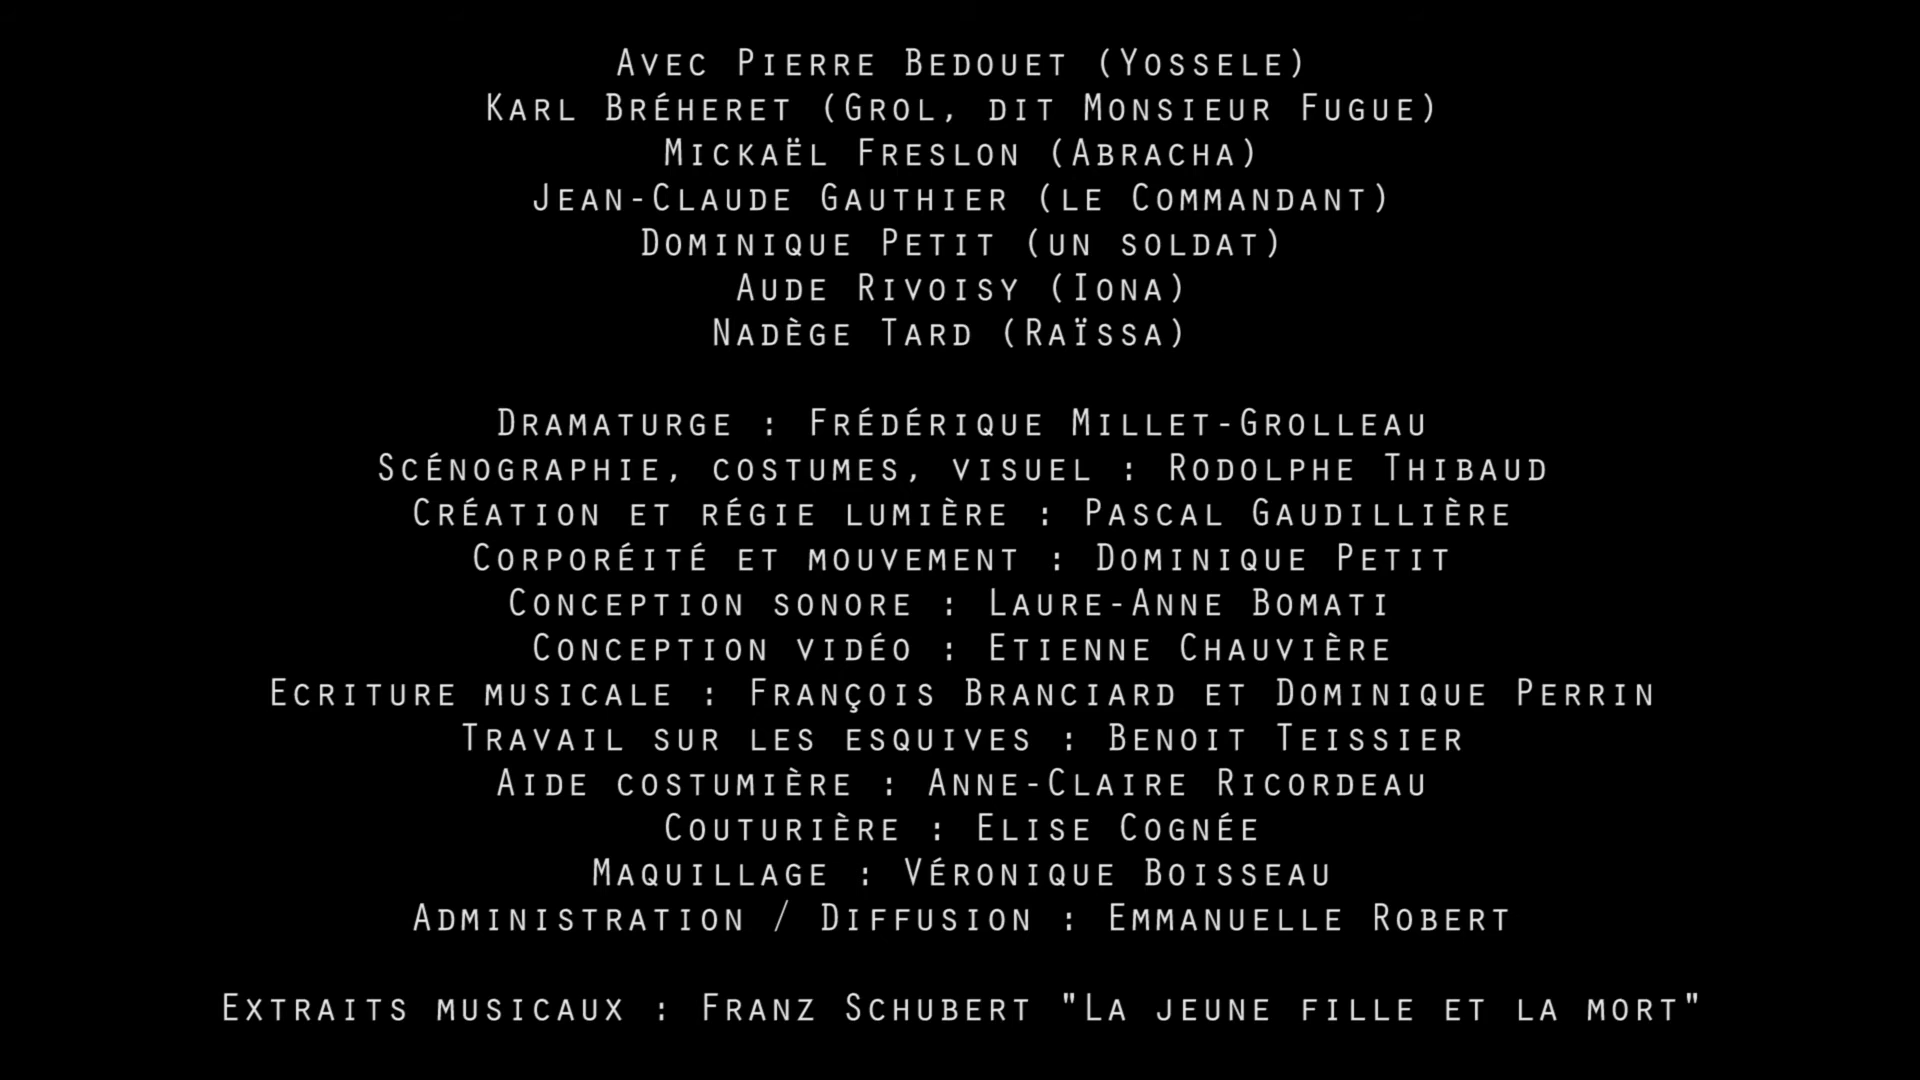 Avec Pierre Bedouet (Yossele)
Karl Bréheret (Grol, dit Monsieur Fugue)
Mickaël Freslon (Abracha)
Jean-Claude Gauthier (le Commandant)
Dominique Petit (un soldat)
Aude Rivoisy (Iona)
Nadège Tard (Raïssa)
Dramaturge : Frédérique Millet-Grolleau
Scénographie, costumes, visuel : Rodolphe Thibaud
Création et régie lumière : Pascal Gaudillière
Corporéité et mouvement : Dominique Petit
Conception sonore : Laure-Anne Bomati
Conception vidéo : Etienne Chauvière
Ecriture musicale : François Branciard et Dominique Perrin
Travail sur les esquives : Benoit Teissier
Aide costumière : Anne-Claire Ricordeau
Couturière : Elise Cognée
Maquillage : Véronique Boisseau
Administration / Diffusion : Emmanuelle Robert
Extraits musicaux : Franz Schubert "La jeune fille et la mort"